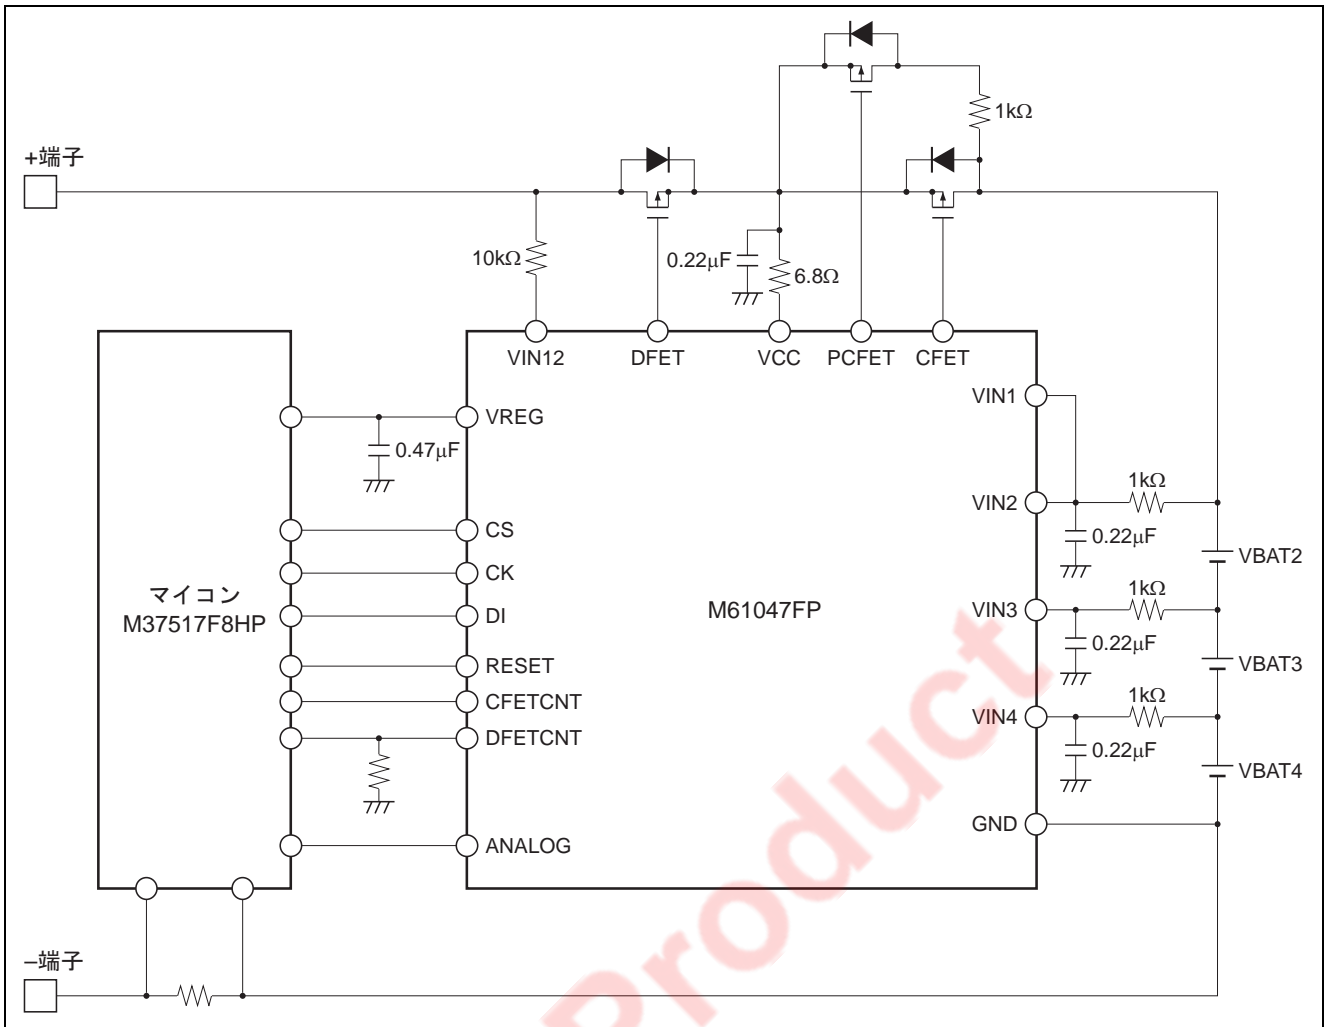 1kΩ
+端子
10kΩ
0.22μF
6.8Ω
VIN12
DFET
VCC
PCFET
CFET
VIN1
VREG
0.47μF
1kΩ
VIN2
0.22μF
VBAT2
CS
CK
マイコン
M37517F8HP
DI
M61047FP
1kΩ
VIN3
0.22μF
VBAT3
RESET
CFETCNT
DFETCNT
1kΩ
VIN4
0.22μF
VBAT4
GND
ANALOG
–端子
Product